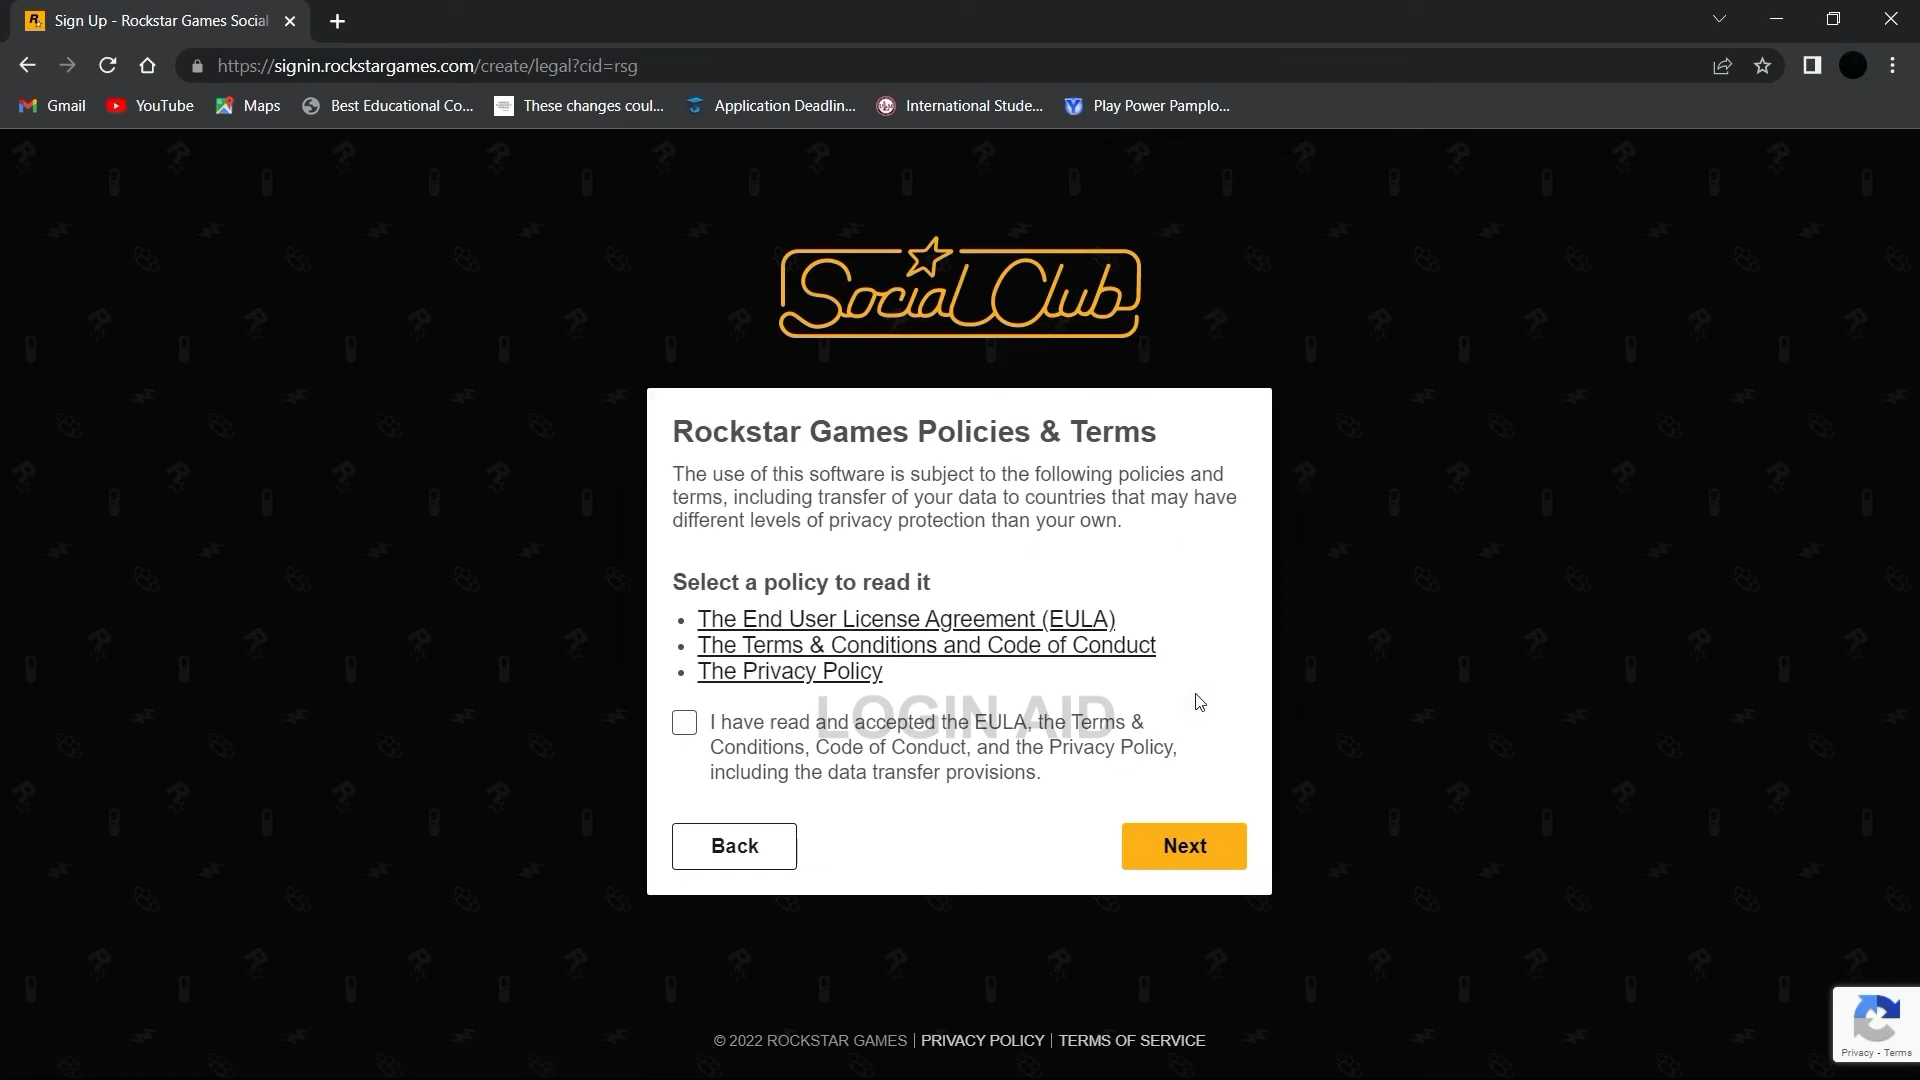 Sign Up - Rockstar Games Social
https://signin.rockstargames.com/create/legal?cid=rsg
Gmail
YouTube
Maps
Best Educational Co...
These changes coul...
Application Deadlin...
International Stude...
Play Power Pamplo...
Social Club
Rockstar Games Policies & Terms
The use of this software is subject to the following policies and
terms, including transfer of your data to countries that may have
different levels of privacy protection than your own.
Select a policy to read it
• The End User License Agreement (EULA)
• The Terms & Conditions and Code of Conduct
• The Privacy Policy
LOGIN AID
I have read and accepted the EULA, the Terms &
Conditions, Code of Conduct, and the Privacy Policy,
including the data transfer provisions.
Back
Next
© 2022 ROCKSTAR GAMES | PRIVACY POLICY | TERMS OF SERVICE
Privacy - Terms